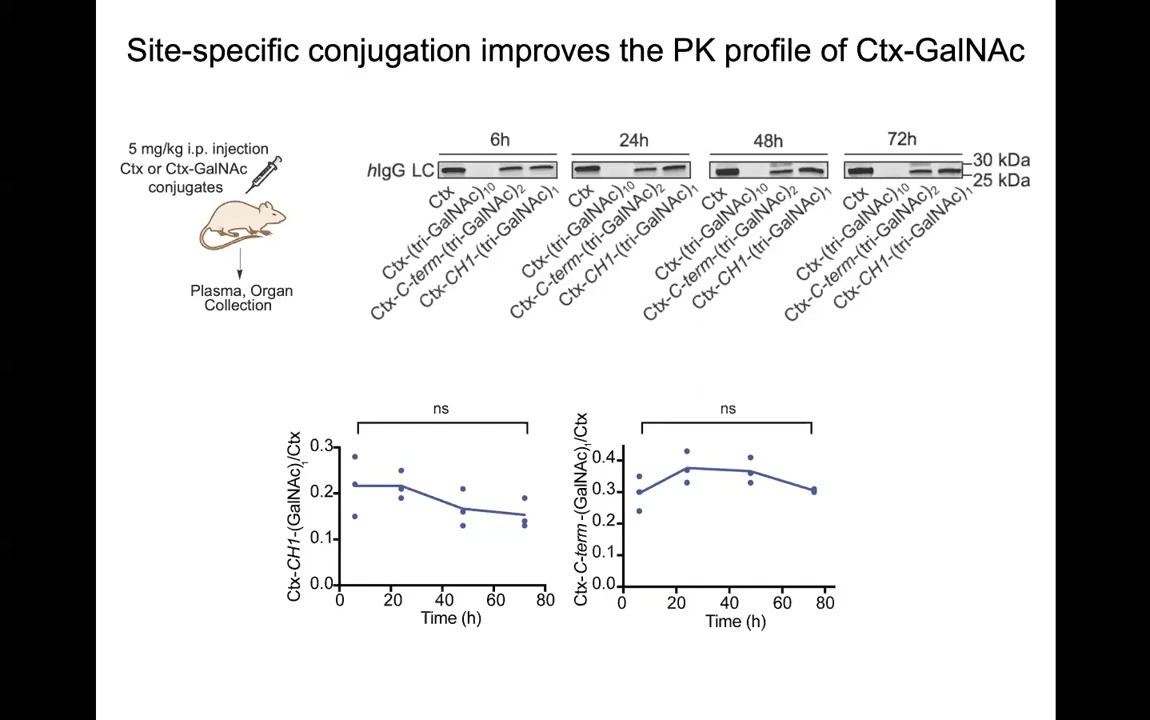 Site-specific conjugation improves the PK profile of Ctx-GalNAc
5 mg/kg i.p. injection
Ctx or Ctx-GalNAc
conjugates
Plasma, Organ
Collection
6h
24h
48h
72h
hIgG LC
30 kDa
25 kDa
Ctx
Ctx-(tri-GalNAc)10
Ctx-C-term-(tri-GalNAc)2
Ctx-CH1-(tri-GalNAc)1
Ctx
Ctx-(tri-GalNAc)10
Ctx-C-term-(tri-GalNAc)2
Ctx-CH1-(tri-GalNAc)1
Ctx
Ctx-(tri-GalNAc)10
Ctx-C-term-(tri-GalNAc)2
Ctx-CH1-(tri-GalNAc)1
Ctx
Ctx-(tri-GalNAc)10
Ctx-C-term-(tri-GalNAc)2
Ctx-CH1-(tri-GalNAc)1
ns
Ctx-CH1-(GalNAc)1/Ctx
0.3
0.2
0.1
0.0
0 20 40 60 80
Time (h)
ns
Ctx-C-term-(GalNAc)1/Ctx
0.4
0.3
0.2
0.1
0.0
0 20 40 60 80
Time (h)